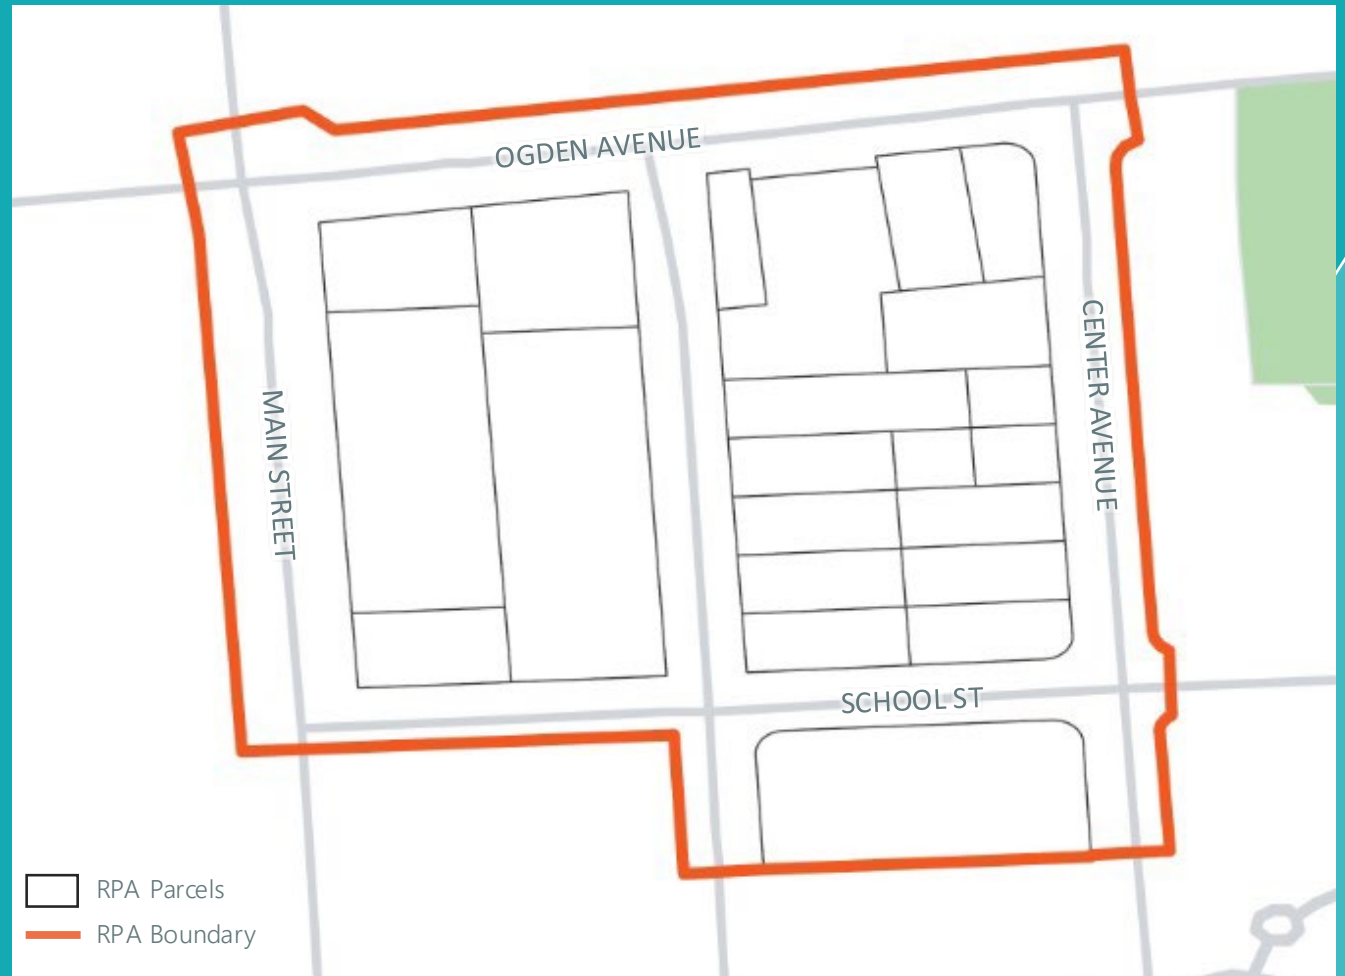 OGDEN AVENUE
MAIN STREET
CENTER AVENUE
SCHOOL ST
RPA Parcels
RPA Boundary